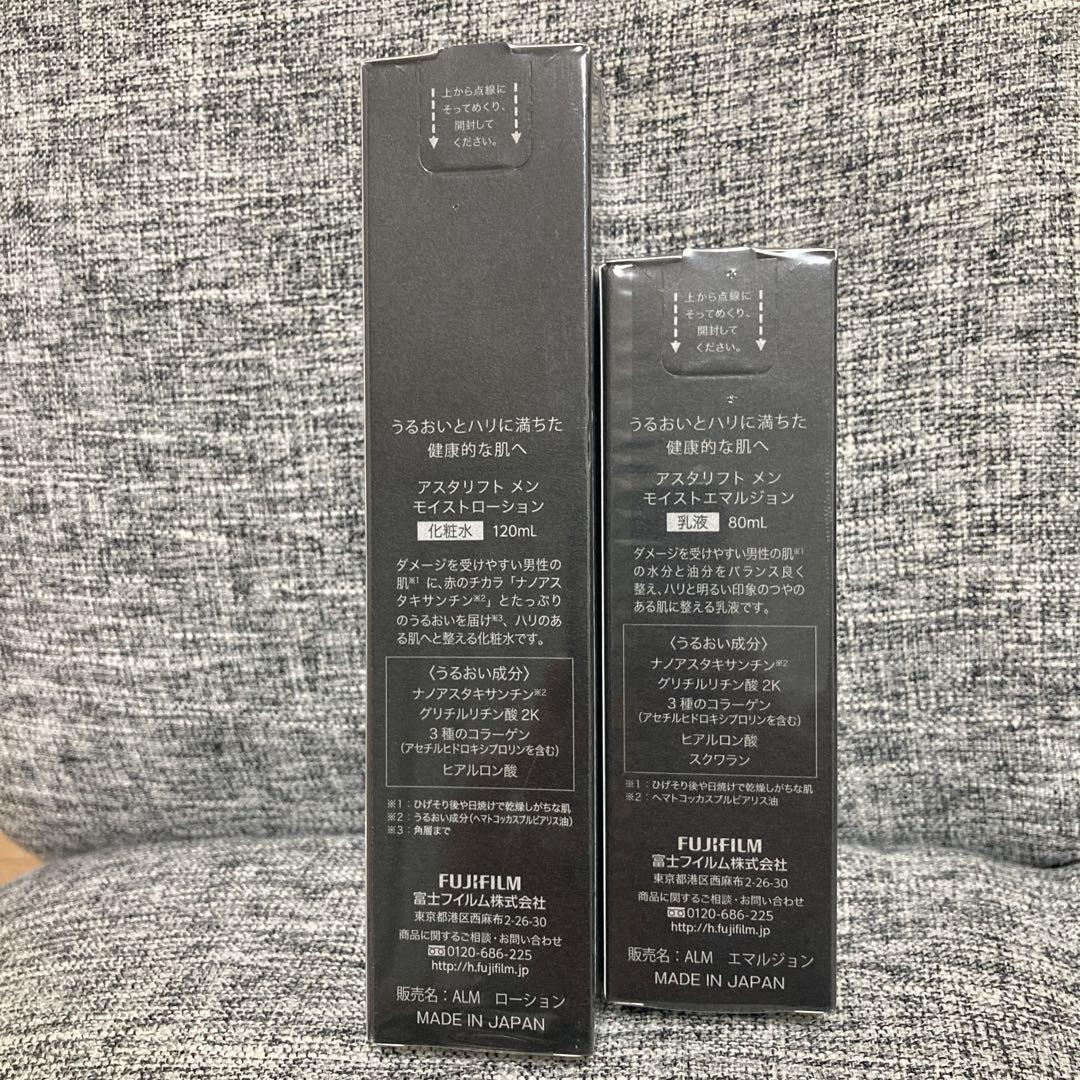 上から点線に
そってめくり、
開封して
ください。
うるおいとハリに満ちた
健康的な肌へ
アスタリフト メン
モイストローション
化粧水 120mL
ダメージを受けやすい男性の
肌※1に、赤のチカラ「ナノアス
タキサンチン※2」とたっぷり
のうるおいを届け※3、ハリのあ
る肌へと整える化粧水です。
〈うるおい成分〉
ナノアスタキサンチン※2
グリチルリチン酸 2K
3種のコラーゲン
(アセチルヒドロキシプロリンを含む)
ヒアルロン酸
※1：ひげそり後や日焼けで乾燥しがちな肌
※2：うるおい成分(ヘマトコッカスプルビアリス油)
※3：角層まで
FUJIFILM
富士フイルム株式会社
東京都港区西麻布2-26-30
商品に関するご相談・お問い合わせ
0120-686-225
http://h.fujifilm.jp
販売名：ALM ローション
MADE IN JAPAN
上から点線に
そってめくり、
開封して
ください。
うるおいとハリに満ちた
健康的な肌へ
アスタリフト メン
モイストエマルジョン
乳液 80mL
ダメージを受けやすい男性の肌※1
の水分と油分をバランス良く
整え、ハリと明るい印象のつやの
ある肌に整える乳液です。
〈うるおい成分〉
ナノアスタキサンチン※2
グリチルリチン酸 2K
3種のコラーゲン
(アセチルヒドロキシプロリンを含む)
ヒアルロン酸
スクワラン
※1：ひげそり後や日焼けで乾燥しがちな肌
※2：ヘマトコッカスプルビアリス油
FUJIFILM
富士フイルム株式会社
東京都港区西麻布2-26-30
商品に関するご相談・お問い合わせ
0120-686-225
http://h.fujifilm.jp
販売名：ALM エマルジョン
MADE IN JAPAN